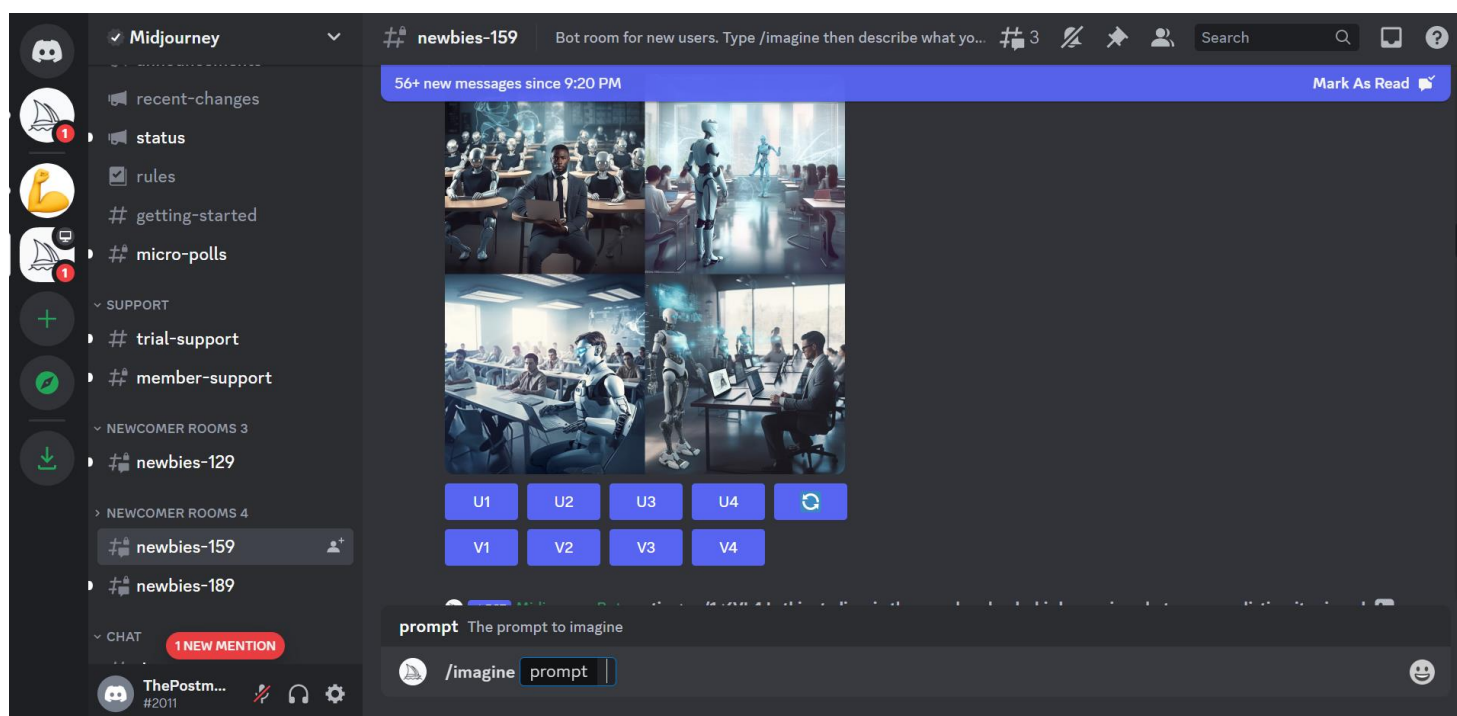 Midjourney
newbies-159
Bot room for new users. Type /imagine then describe what yo...
3
Search
56+ new messages since 9:20 PM
Mark As Read
announcements
recent-changes
status
rules
getting-started
micro-polls
SUPPORT
trial-support
member-support
NEWCOMER ROOMS 3
newbies-129
NEWCOMER ROOMS 4
newbies-159
newbies-189
CHAT
1 NEW MENTION
ThePostm...
#2011
1
1
U1 U2 U3 U4
V1 V2 V3 V4
prompt The prompt to imagine
/imagine prompt